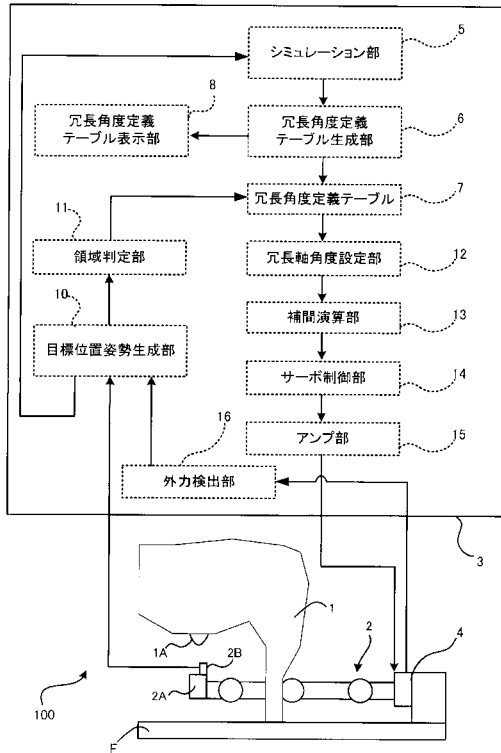 シミュレーション部
5
8
冗長角度定義
テーブル表示部
冗長角度定義
テーブル生成部
6
冗長角度定義テーブル
7
11
領域判定部
冗長軸角度設定部
12
10
目標位置姿勢生成部
補間演算部
13
サーボ制御部
14
16
アンプ部
15
外力検出部
3
1
1A
2B
2
4
2A
100
F